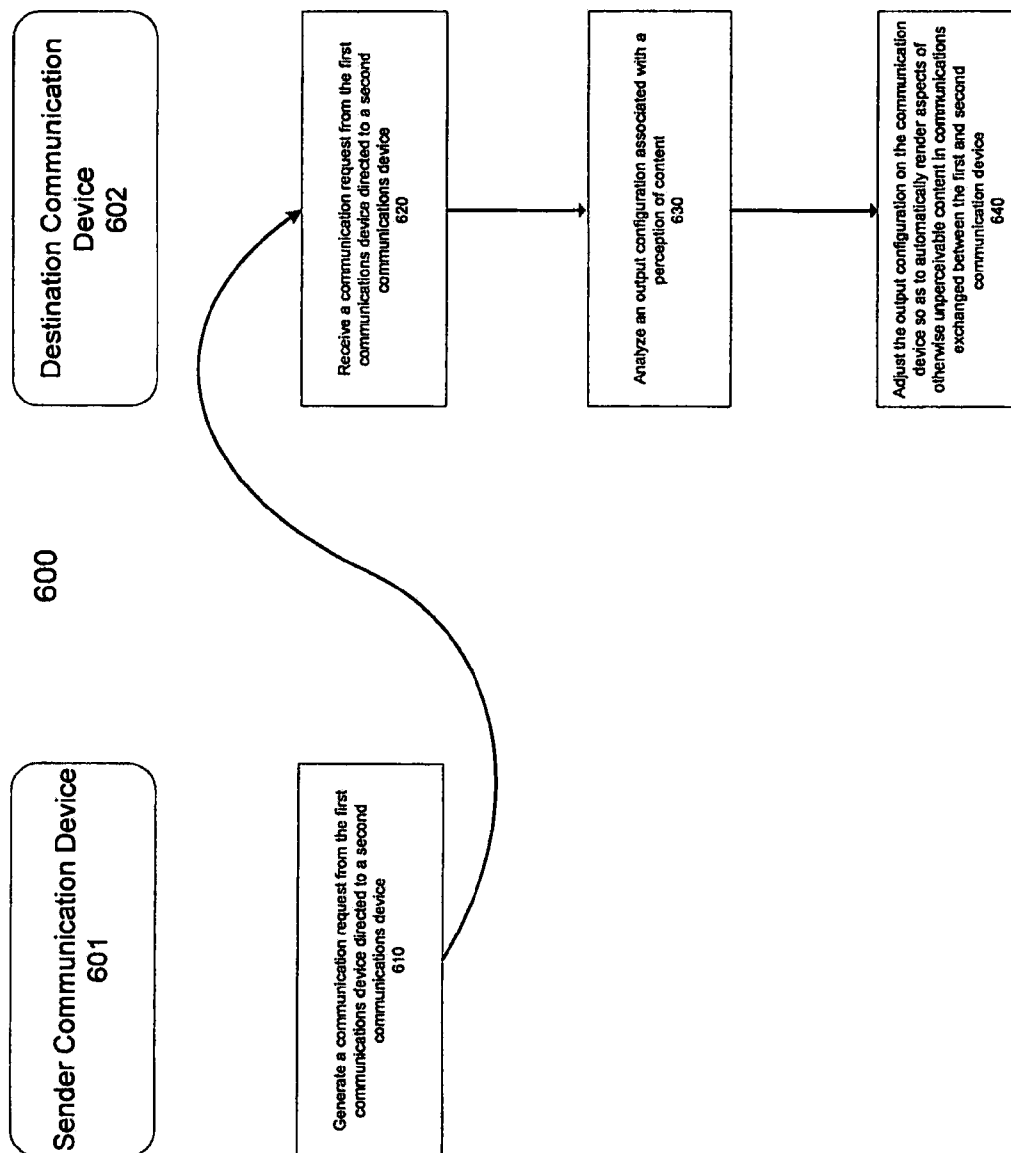 600
Sender Communication Device
601
Destination Communication
Device
602
Generate a communication request from the first
communications device directed to a second
communications device
610
Receive a communication request from the first
communications device directed to a second
communications device
620
Analyze an output configuration associated with a
perception of content
630
Adjust the output configuration on the communication
device so as to automatically render aspects of
otherwise unperceivable content in communications
exchanged between the first and second
communication device
640